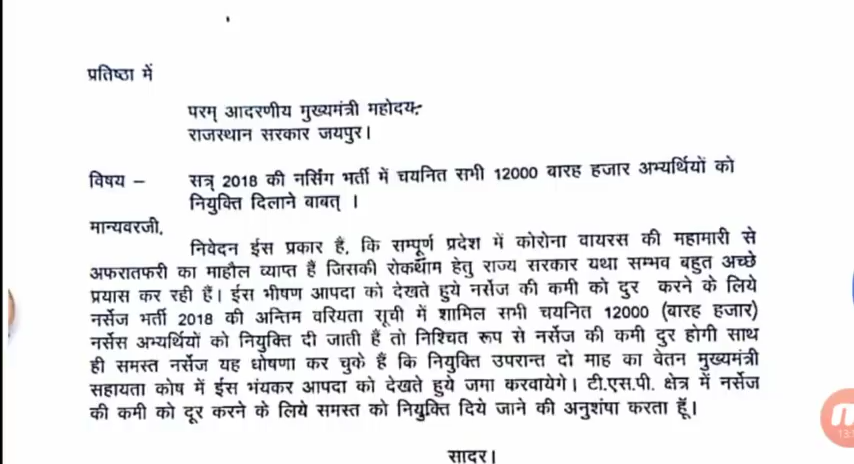 प्रतिष्ठा में
परम् आदरणीय मुख्यमंत्री महोदय,
राजस्थान सरकार जयपुर।
विषय – सत्र् 2018 की नर्सिंग भर्ती में चयनित सभी 12000 बारह हजार अभ्यर्थियों को
नियुक्ति दिलाने बाबत् ।
मान्यवरजी,
निवेदन ईस प्रकार हैं, कि सम्पूर्ण प्रदेश में कोरोना वायरस की महामारी से
अफरातफरी का माहौल व्याप्त हैं जिसकी रोकथाम हेतु राज्य सरकार यथा सम्भव बहुत अच्छे
प्रयास कर रही हैं। ईस भीषण आपदा को देखते हुये नर्सेज की कमी को दुर करने के लिये
नर्सेज भर्ती 2018 की अन्तिम वरियता सूची में शामिल सभी चयनित 12000 (बारह हजार)
नर्सेस अभ्यर्थियों को नियुक्ति दी जाती हैं तो निश्चित रूप से नर्सेज की कमी दुर होगी साथ
ही समस्त नर्सेज यह धोषणा कर चुके हैं कि नियुक्ति उपरान्त दो माह का वेतन मुख्यमंत्री
सहायता कोष में ईस भंयकर आपदा को देखते हुये जमा करवायेगे। टी.एस.पी. क्षेत्र में नर्सेज
की कमी को दूर करने के लिये समस्त को नियुक्ति दिये जाने की अनुशंषा करता हूॅं।
सादर।